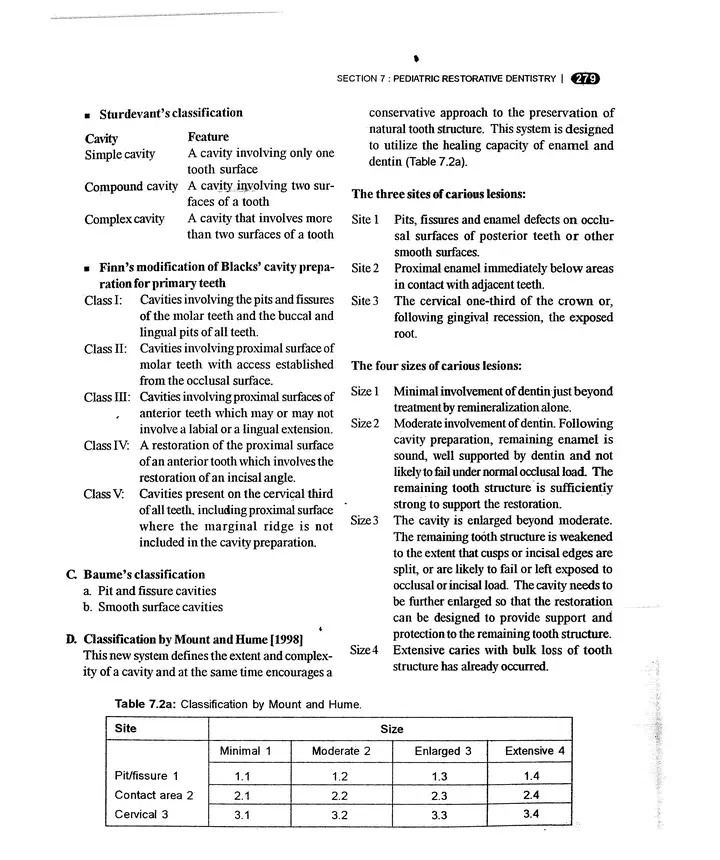 SECTION 7 : PEDIATRIC RESTORATIVE DENTISTRY | 279
▪ Sturdevant's classification
Cavity Feature
Simple cavity A cavity involving only one
tooth surface
Compound cavity A cavity involving two sur-
faces of a tooth
Complex cavity A cavity that involves more
than two surfaces of a tooth
▪ Finn's modification of Blacks' cavity prepa-
ration for primary teeth
Class I: Cavities involving the pits and fissures
of the molar teeth and the buccal and
lingual pits of all teeth.
Class II: Cavities involving proximal surface of
molar teeth with access established
from the occlusal surface.
Class III: Cavities involving proximal surfaces of
anterior teeth which may or may not
involve a labial or a lingual extension.
Class IV: A restoration of the proximal surface
of an anterior tooth which involves the
restoration of an incisal angle.
Class V: Cavities present on the cervical third
of all teeth, including proximal surface
where the marginal ridge is not
included in the cavity preparation.
C. Baume's classification
a. Pit and fissure cavities
b. Smooth surface cavities
D. Classification by Mount and Hume [1998]
This new system defines the extent and complex-
ity of a cavity and at the same time encourages a
conservative approach to the preservation of
natural tooth structure. This system is designed
to utilize the healing capacity of enamel and
dentin (Table 7.2a).
The three sites of carious lesions:
Site 1 Pits, fissures and enamel defects on occlu-
sal surfaces of posterior teeth or other
smooth surfaces.
Site 2 Proximal enamel immediately below areas
in contact with adjacent teeth.
Site 3 The cervical one-third of the crown or,
following gingival recession, the exposed
root.
The four sizes of carious lesions:
Size 1 Minimal involvement of dentin just beyond
treatment by remineralization alone.
Size 2 Moderate involvement of dentin. Following
cavity preparation, remaining enamel is
sound, well supported by dentin and not
likely to fail under normal occlusal load. The
remaining tooth structure is sufficiently
strong to support the restoration.
Size 3 The cavity is enlarged beyond moderate.
The remaining tooth structure is weakened
to the extent that cusps or incisal edges are
split, or are likely to fail or left exposed to
occlusal or incisal load. The cavity needs to
be further enlarged so that the restoration
can be designed to provide support and
protection to the remaining tooth structure.
Size 4 Extensive caries with bulk loss of tooth
structure has already occurred.
Table 7.2a: Classification by Mount and Hume.
Site Size
Minimal 1 Moderate 2 Enlarged 3 Extensive 4
Pit/fissure 1 1.1 1.2 1.3 1.4
Contact area 2 2.1 2.2 2.3 2.4
Cervical 3 3.1 3.2 3.3 3.4